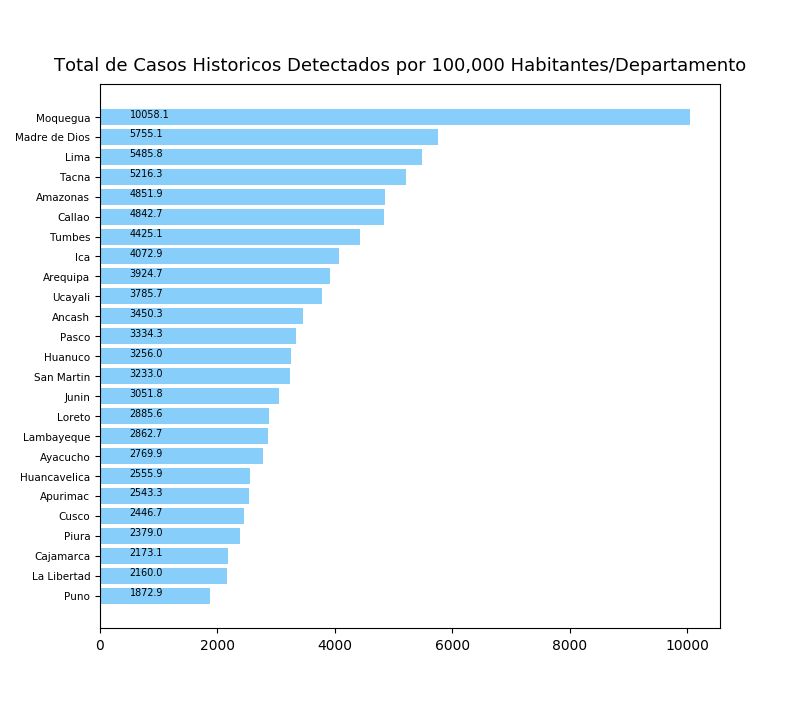 Total de Casos Historicos Detectados por 100,000 Habitantes/Departamento
Moquegua 10058.1
Madre de Dios 5755.1
Lima 5485.8
Tacna 5216.3
Amazonas 4851.9
Callao 4842.7
Tumbes 4425.1
Ica 4072.9
Arequipa 3924.7
Ucayali 3785.7
Ancash 3450.3
Pasco 3334.3
Huanuco 3256.0
San Martin 3233.0
Junin 3051.8
Loreto 2885.6
Lambayeque 2862.7
Ayacucho 2769.9
Huancavelica 2555.9
Apurimac 2543.3
Cusco 2446.7
Piura 2379.0
Cajamarca 2173.1
La Libertad 2160.0
Puno 1872.9
0 2000 4000 6000 8000 10000